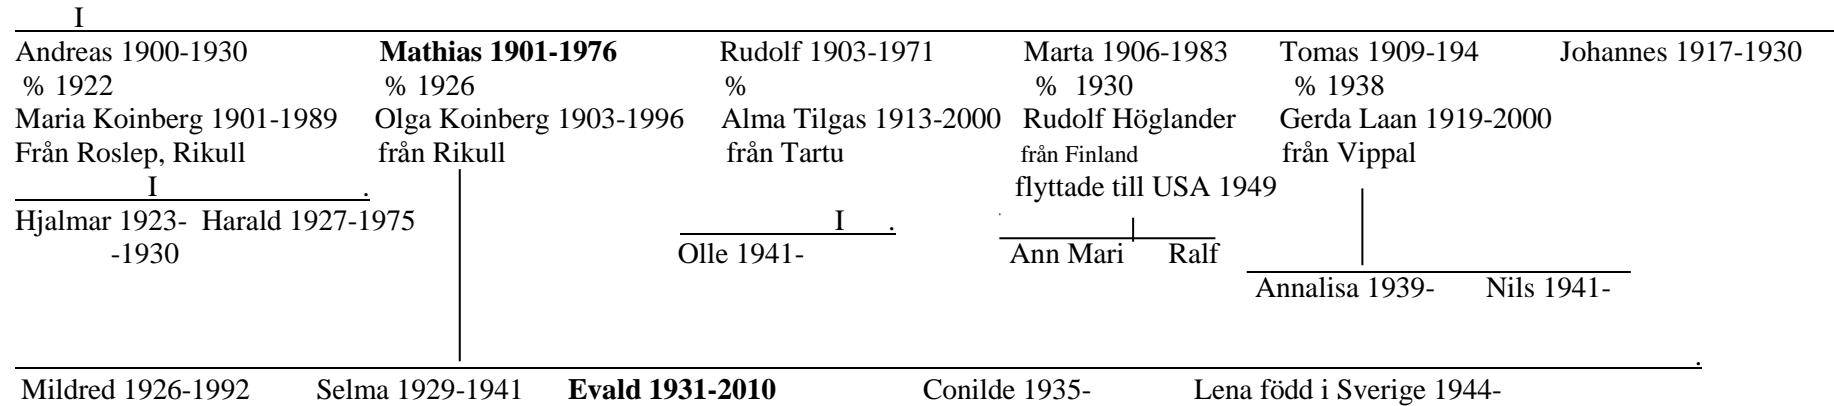 I
Andreas 1900-1930 Mathias 1901-1976 Rudolf 1903-1971 Marta 1906-1983 Tomas 1909-194 Johannes 1917-1930
% 1922 % 1926 % % 1930 % 1938
Maria Koinberg 1901-1989 Olga Koinberg 1903-1996 Alma Tilgas 1913-2000 Rudolf Höglander Gerda Laan 1919-2000
Från Roslep, Rikull från Rikull från Tartu från Finland från Vippal
I . flyttade till USA 1949
Hjalmar 1923- Harald 1927-1975 I .
-1930 Olle 1941- Ann Mari Ralf
Annalisa 1939- Nils 1941-
.
Mildred 1926-1992 Selma 1929-1941 Evald 1931-2010 Conilde 1935- Lena född i Sverige 1944-